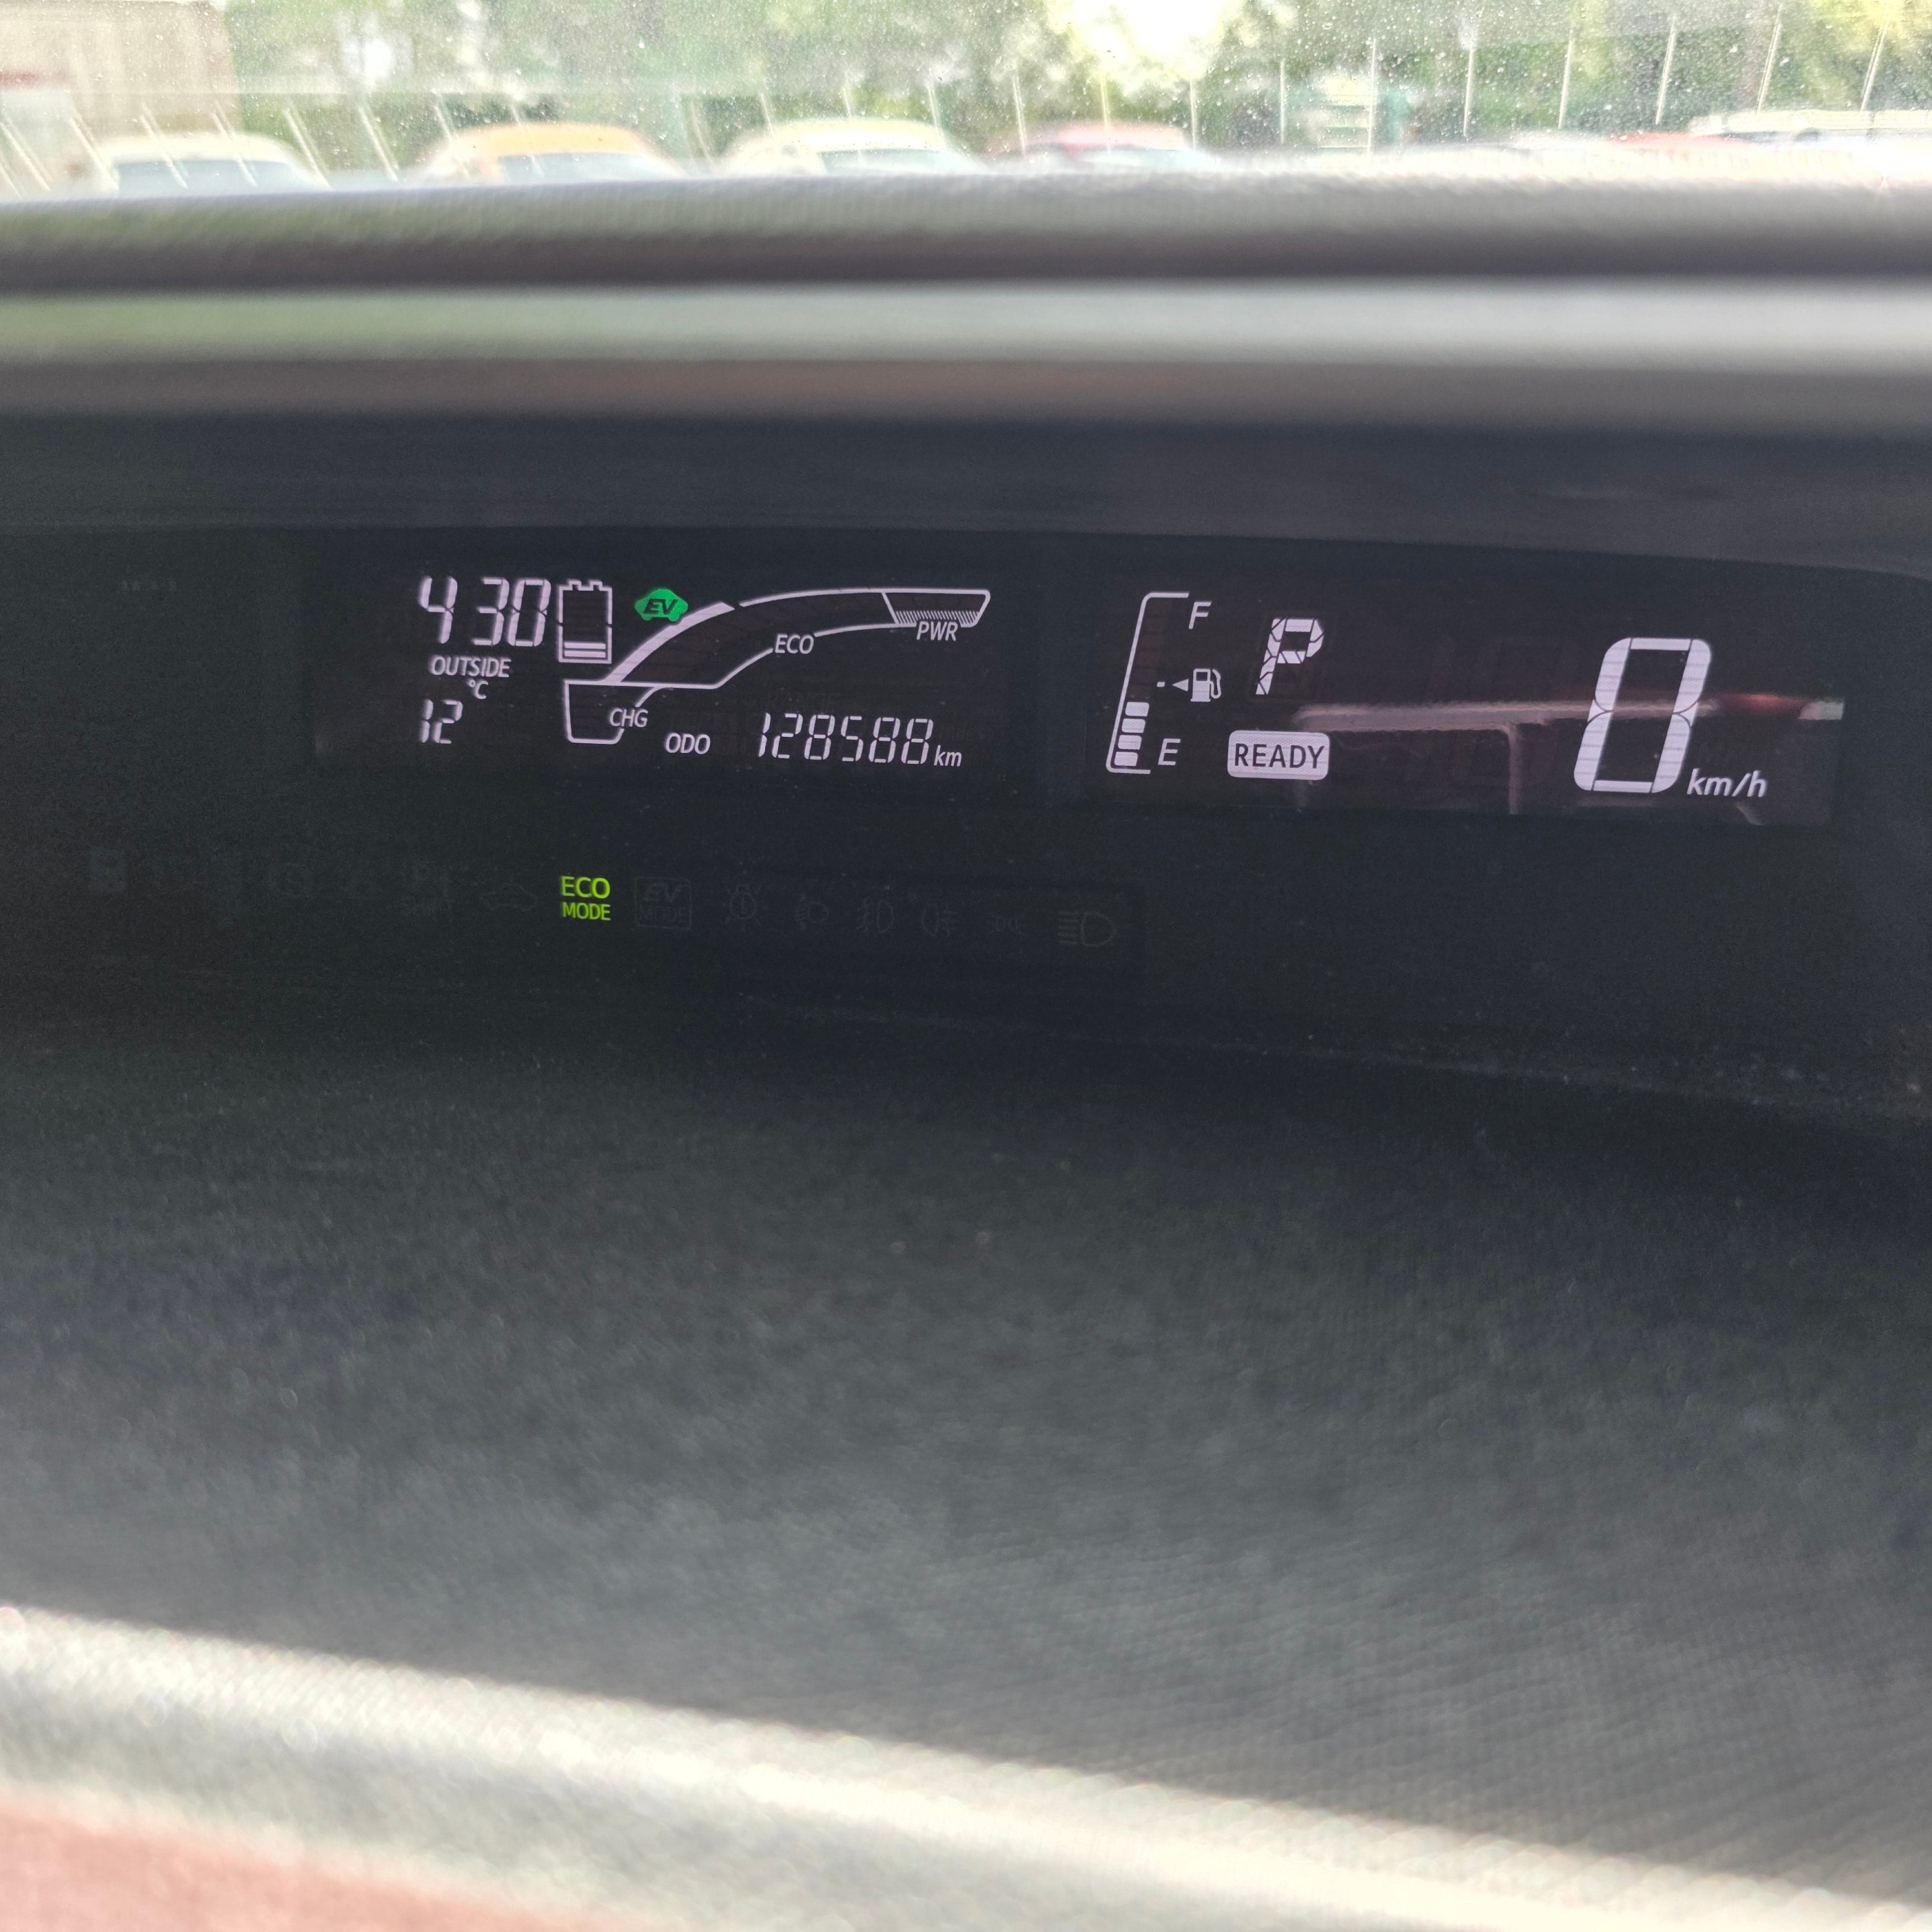 4 30
EV
OUTSIDE
°C
12
ECO
PWR
CHG
ODO
128588 km
F
P
E
READY
0 km/h
ECO
MODE
EV
MODE